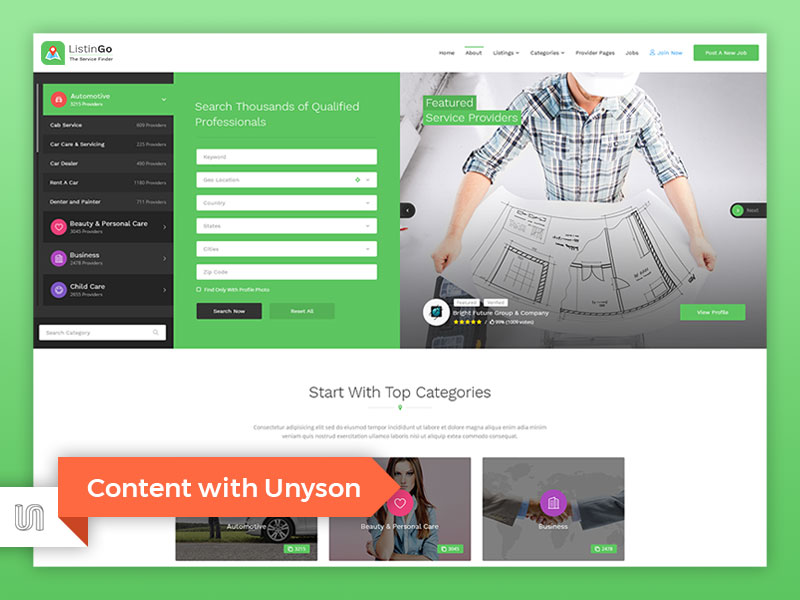 ListinGo
The Service Finder
Home About Listings Categories Provider Pages Jobs Join Now Post A New Job
Automotive
3215 Providers
Cab Service 609 Providers
Car Care & Servicing 235 Providers
Car Dealer 490 Providers
Rent A Car 1180 Providers
Denter and Painter 711 Providers
Beauty & Personal Care
3045 Providers
Business
2478 Providers
Child Care
2655 Providers
Search Category
Search Thousands of Qualified
Professionals
Keyword
Geo Location
Country
States
Cities
Zip Code
Find Only With Profile Photo
Search Now Reset All
Featured
Service Providers
Next
Featured Verified
Bright Future Group & Company
/ 99% (1009 votes)
View Profile
Start With Top Categories
Consectetur adipisicing elit sed do eiusmod tempor incididunt ut labore et dolore magna aliqua enim adia minim
veniam quis nostrud exercitation ullamco laboris nisi ut aliquip estea commodo consequat.
Content with Unyson
Automotive
3215
Beauty & Personal Care
3045
Business
2478